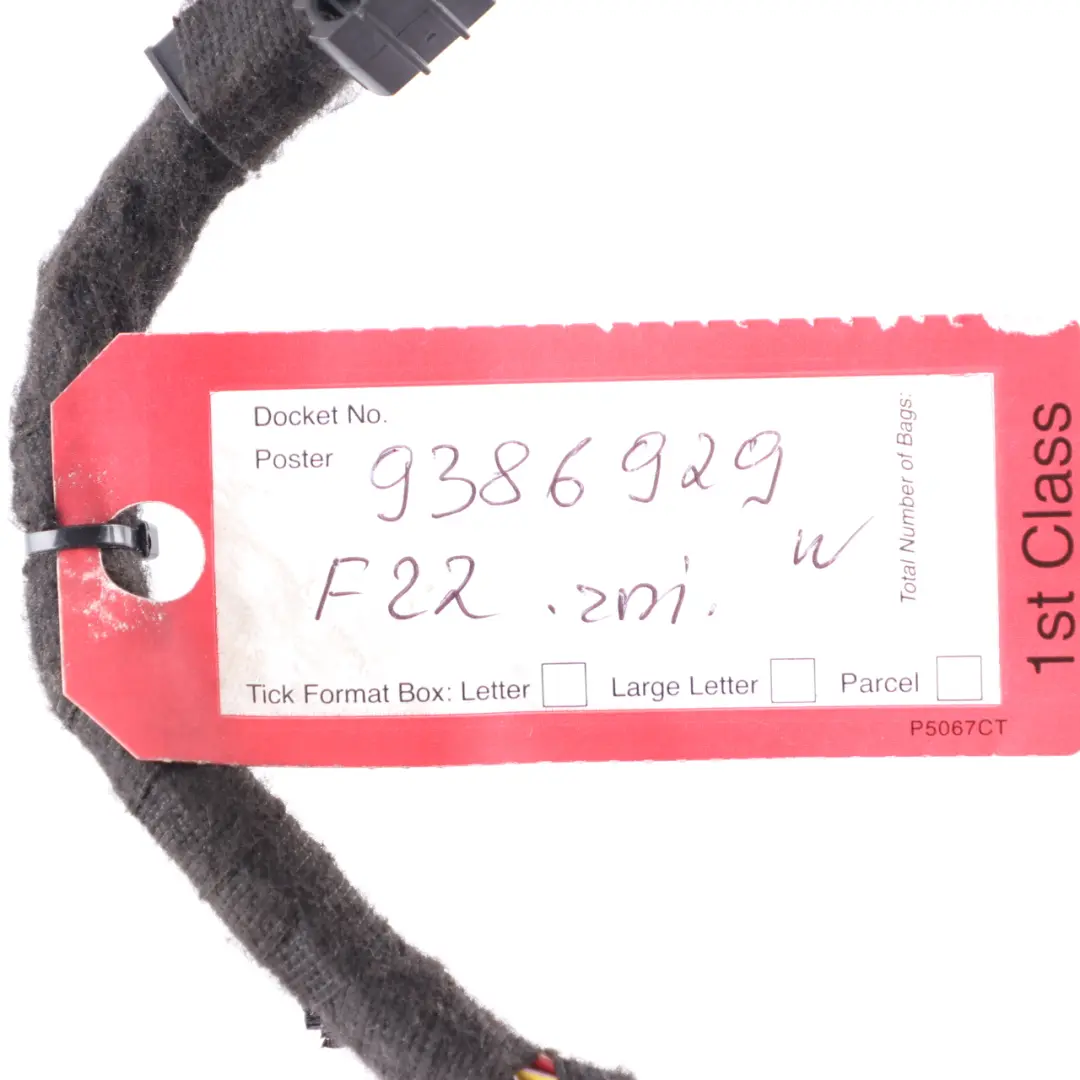 Docket No.
Poster 9386929
F22
Tick Format Box: Letter Large Letter Parcel
Total Number of Bags:
1st Class
P5067CT